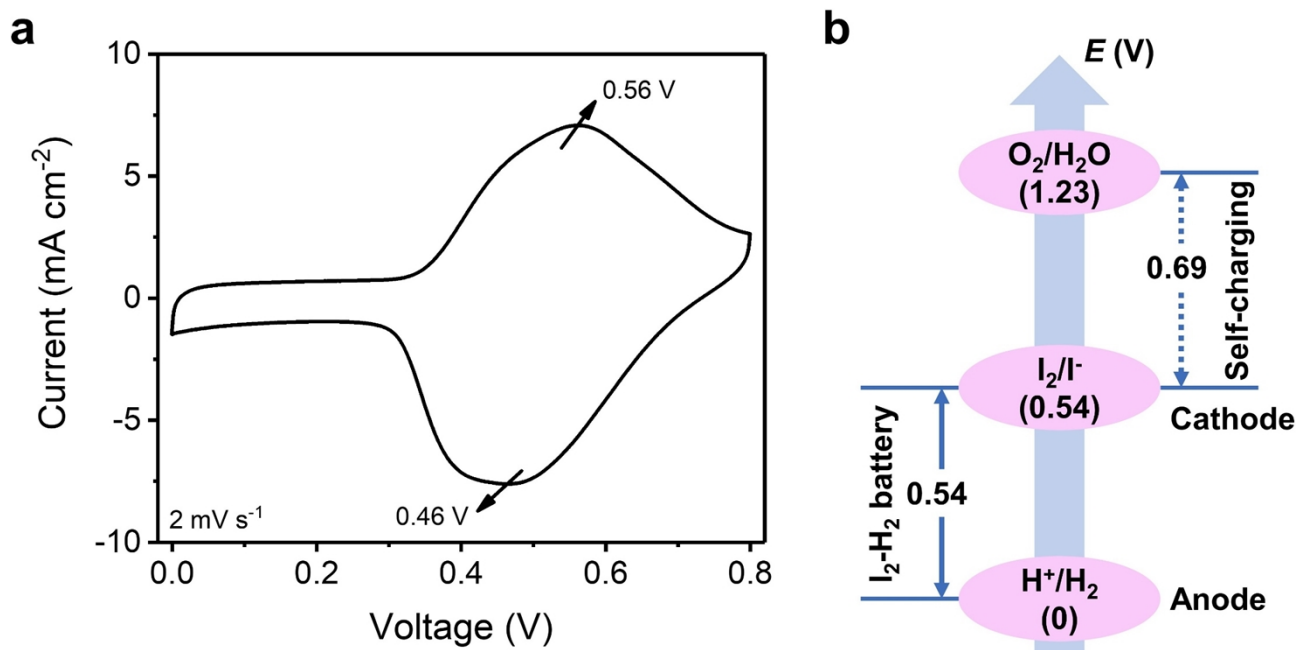 a
10
5
0
-5
-10
Current (mA cm⁻²)
0.56 V
0.46 V
2 mV s⁻¹
0.0 0.2 0.4 0.6 0.8
Voltage (V)
b
E (V)
O₂/H₂O
(1.23)
0.69
Self-charging
I₂/I⁻
(0.54)
Cathode
I₂-H₂ battery
0.54
H⁺/H₂
(0)
Anode